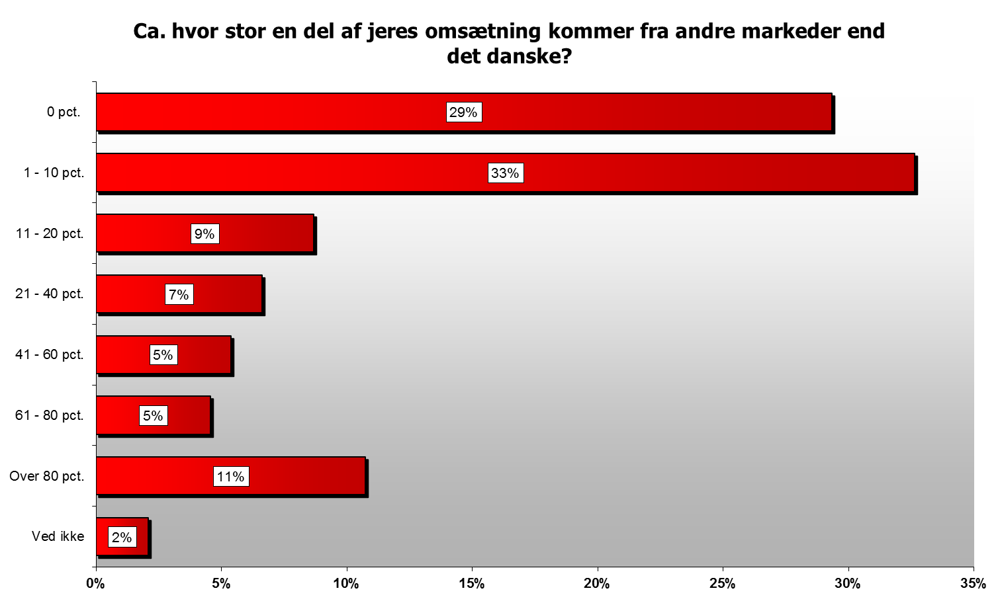 Ca. hvor stor en del af jeres omsætning kommer fra andre markeder end
det danske?
0 pct.
29%
1 - 10 pct.
33%
11 - 20 pct.
9%
21 - 40 pct.
7%
41 - 60 pct.
5%
61 - 80 pct.
5%
Over 80 pct.
11%
Ved ikke
2%
0% 5% 10% 15% 20% 25% 30% 35%